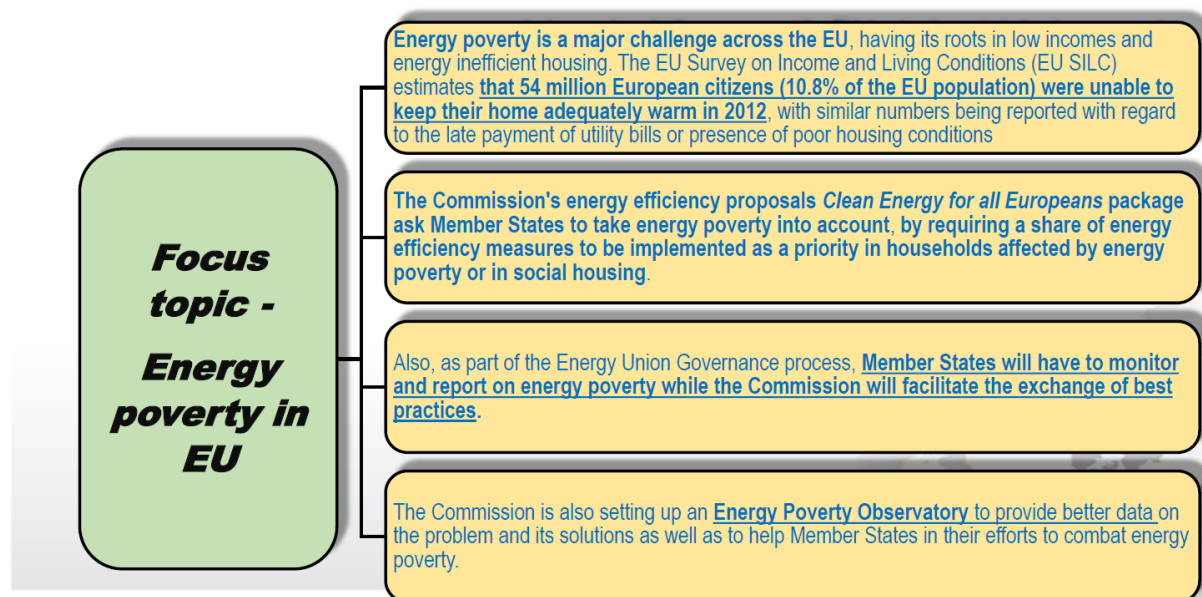 Focus
topic -
Energy
poverty in
EU
Energy poverty is a major challenge across the EU, having its roots in low incomes and
energy inefficient housing. The EU Survey on Income and Living Conditions (EU SILC)
estimates that 54 million European citizens (10.8% of the EU population) were unable to
keep their home adequately warm in 2012, with similar numbers being reported with regard
to the late payment of utility bills or presence of poor housing conditions
The Commission's energy efficiency proposals Clean Energy for all Europeans package
ask Member States to take energy poverty into account, by requiring a share of energy
efficiency measures to be implemented as a priority in households affected by energy
poverty or in social housing.
Also, as part of the Energy Union Governance process, Member States will have to monitor
and report on energy poverty while the Commission will facilitate the exchange of best
practices.
The Commission is also setting up an Energy Poverty Observatory to provide better data on
the problem and its solutions as well as to help Member States in their efforts to combat energy
poverty.